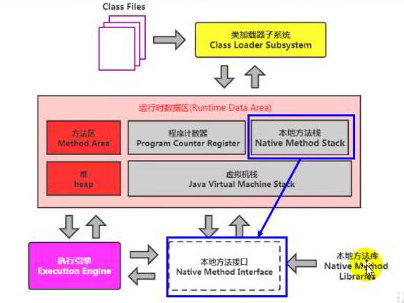 Class Files
类加载器子系统
Class Loader Subsystem
运行时数据区(Runtime Data Area)
方法区
Method Area
程序计数器
Program Counter Register
本地方法栈
Native Method Stack
堆
heap
虚拟机栈
Java Virtual Machine Stack
执行引擎
Execution Engine
本地方法接口
Native Method Interface
本地方法库
Native Method
Libraries